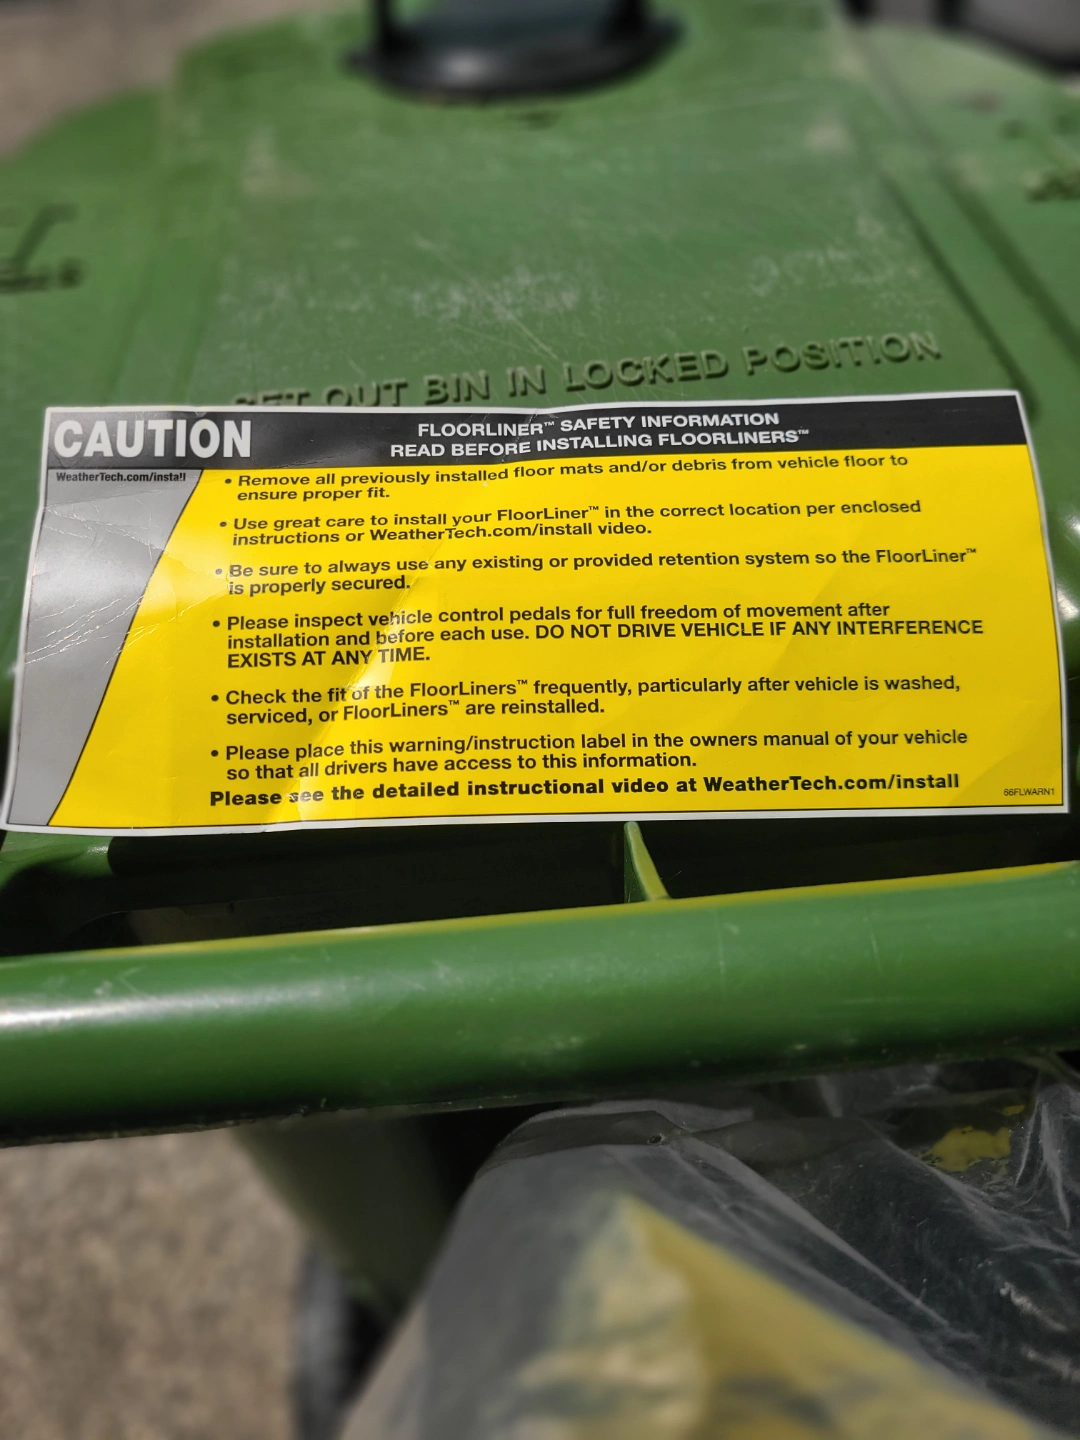 SET OUT BIN IN LOCKED POSITION
CAUTION
FLOORLINER™ SAFETY INFORMATION
READ BEFORE INSTALLING FLOORLINERS™
WeatherTech.com/install
• Remove all previously installed floor mats and/or debris from vehicle floor to
ensure proper fit.
• Use great care to install your FloorLiner™ in the correct location per enclosed
instructions or WeatherTech.com/install video.
• Be sure to always use any existing or provided retention system so the FloorLiner™
is properly secured.
• Please inspect vehicle control pedals for full freedom of movement after
installation and before each use. DO NOT DRIVE VEHICLE IF ANY INTERFERENCE
EXISTS AT ANY TIME.
• Check the fit of the FloorLiners™ frequently, particularly after vehicle is washed,
serviced, or FloorLiners™ are reinstalled.
• Please place this warning/instruction label in the owners manual of your vehicle
so that all drivers have access to this information.
Please see the detailed instructional video at WeatherTech.com/install
66FLWARN1